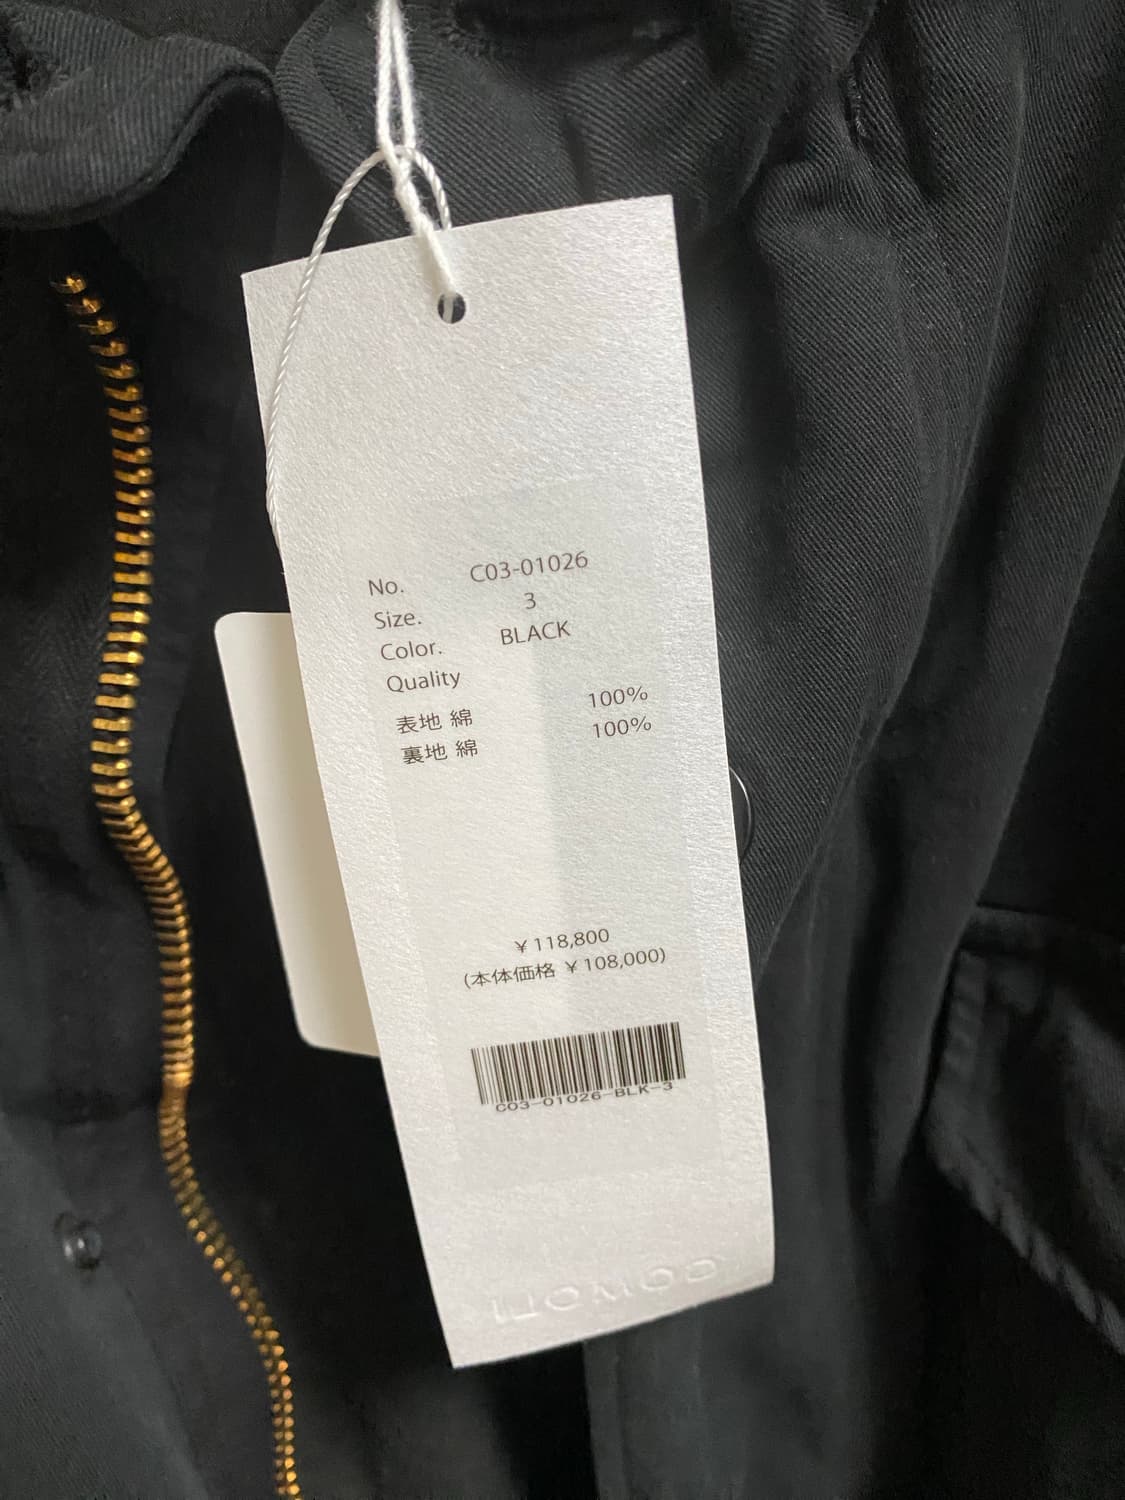 No. C03-01026
Size. 3
Color. BLACK
Quality
表地 綿 100%
裏地 綿 100%
¥ 118,800
(本体価格 ¥ 108,000)
C03-01026-BLK-3